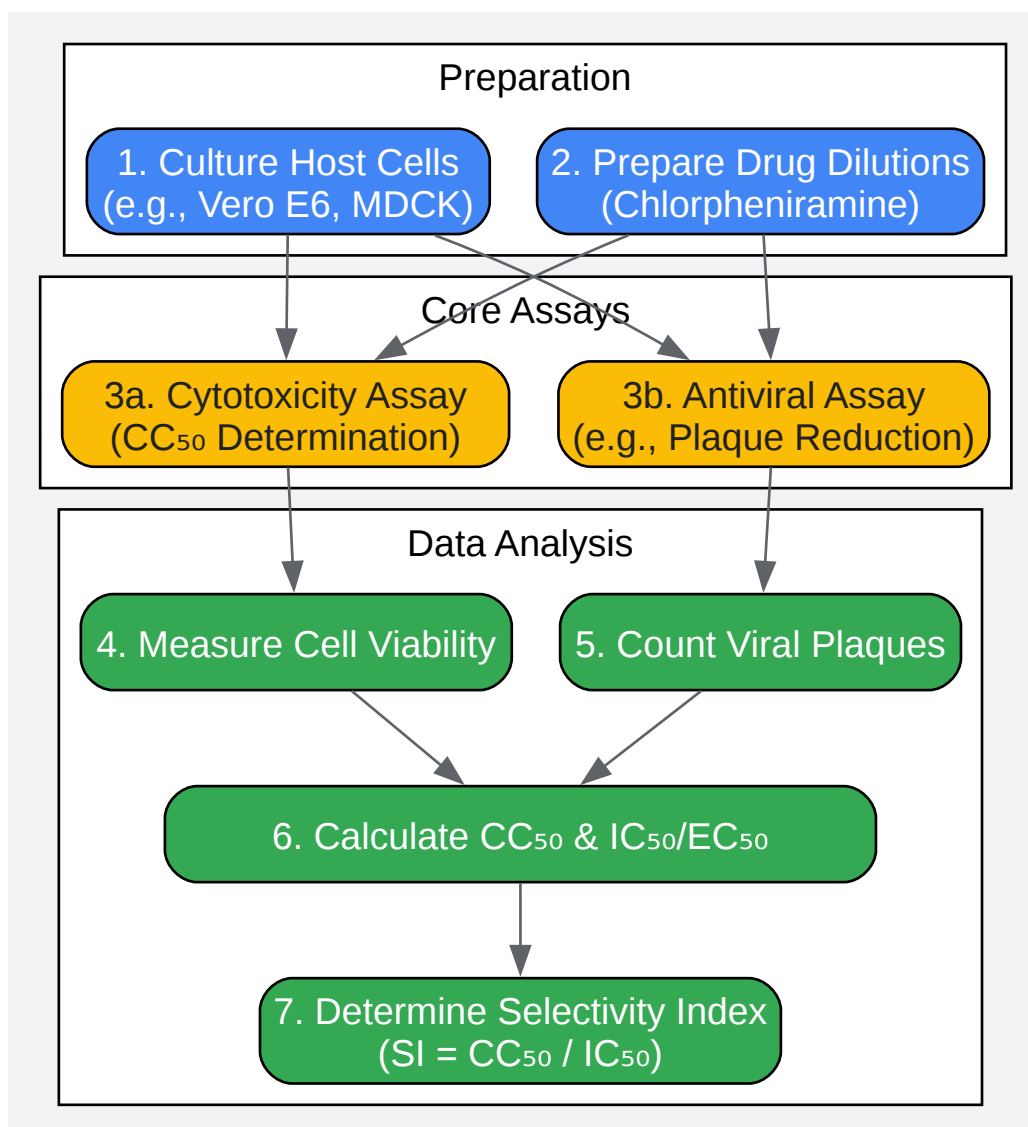 Preparation
1. Culture Host Cells
(e.g., Vero E6, MDCK)
2. Prepare Drug Dilutions
(Chlorpheniramine)
Core Assays
3a. Cytotoxicity Assay
(CC₅₀ Determination)
3b. Antiviral Assay
(e.g., Plaque Reduction)
Data Analysis
4. Measure Cell Viability
5. Count Viral Plaques
6. Calculate CC₅₀ & IC₅₀/EC₅₀
7. Determine Selectivity Index
(SI = CC₅₀ / IC₅₀)